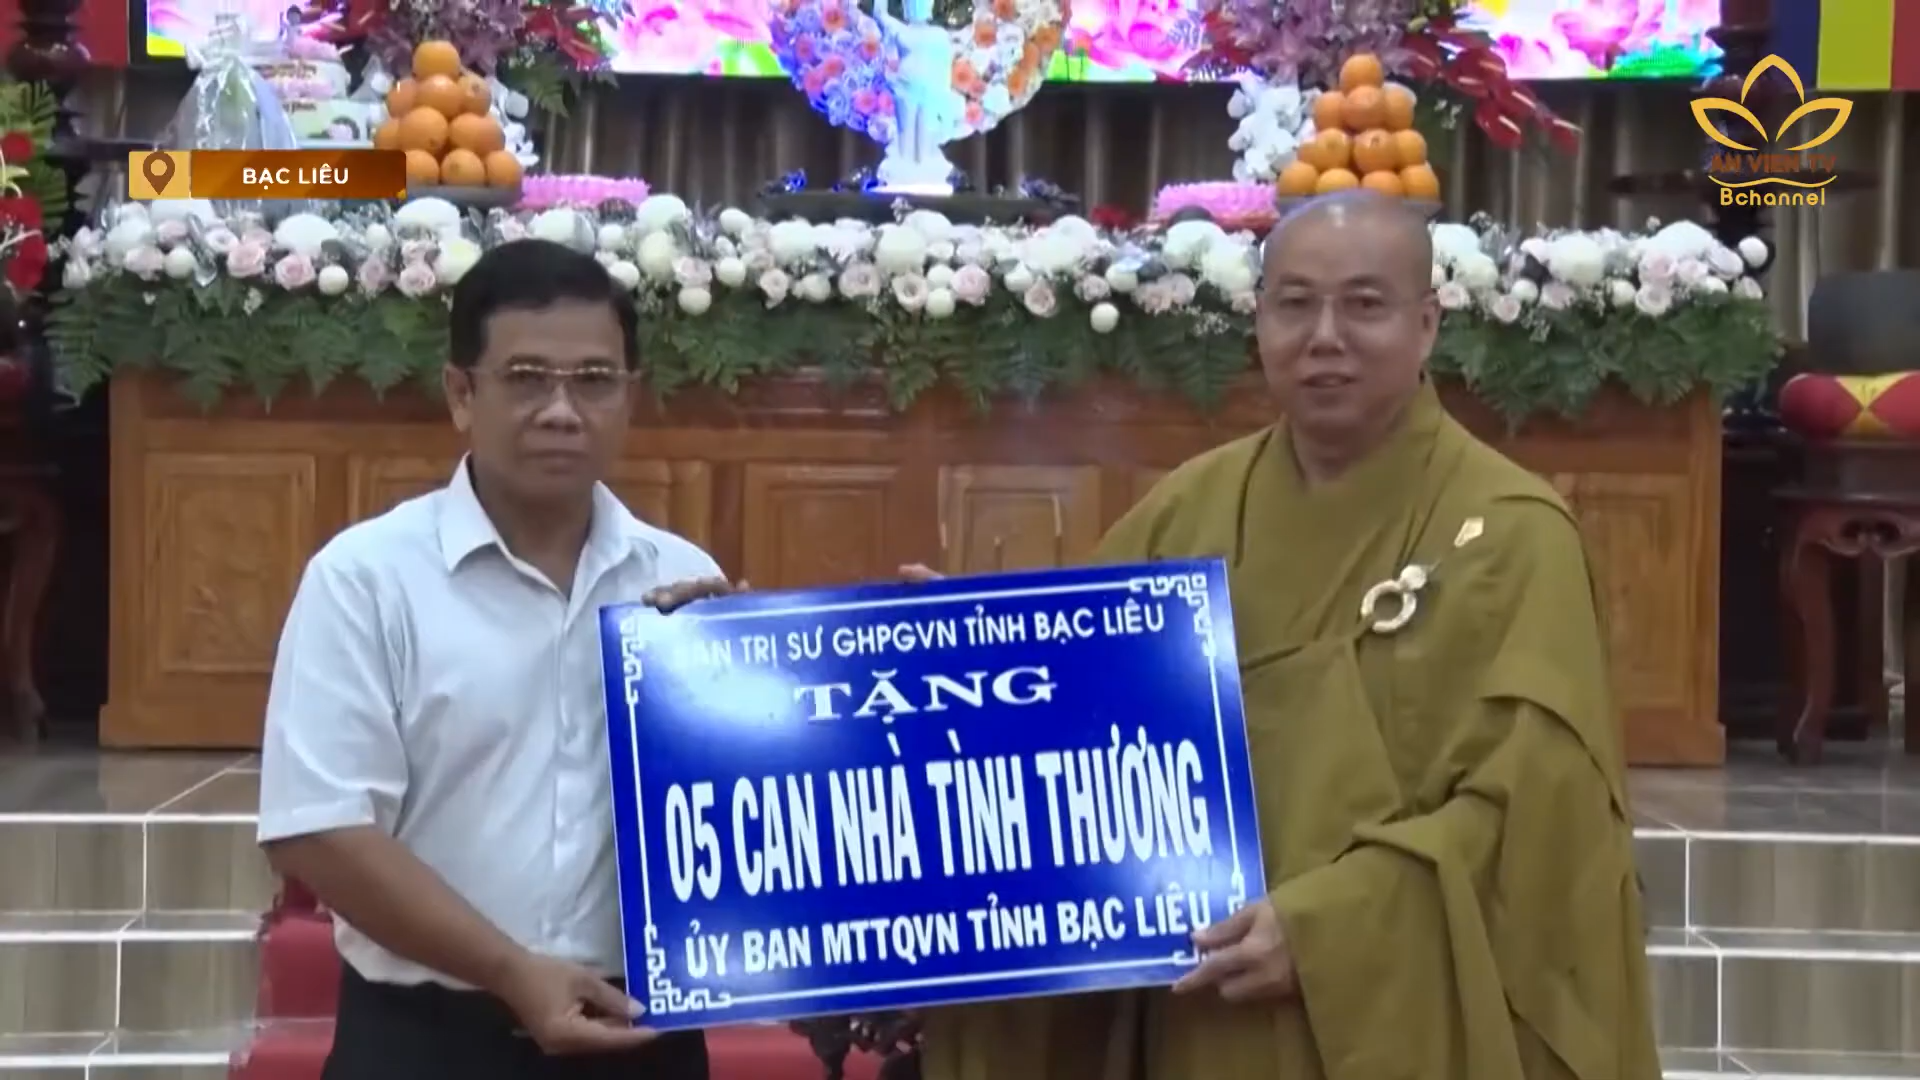 BẠC LIÊU
AN VIEN TV
Bchannel
BAN TRỊ SỰ GHPGVN TỈNH BẠC LIÊU
TẶNG
05 CAN NHÀ TÌNH THƯƠNG
ỦY BAN MTTQVN TỈNH BẠC LIÊU